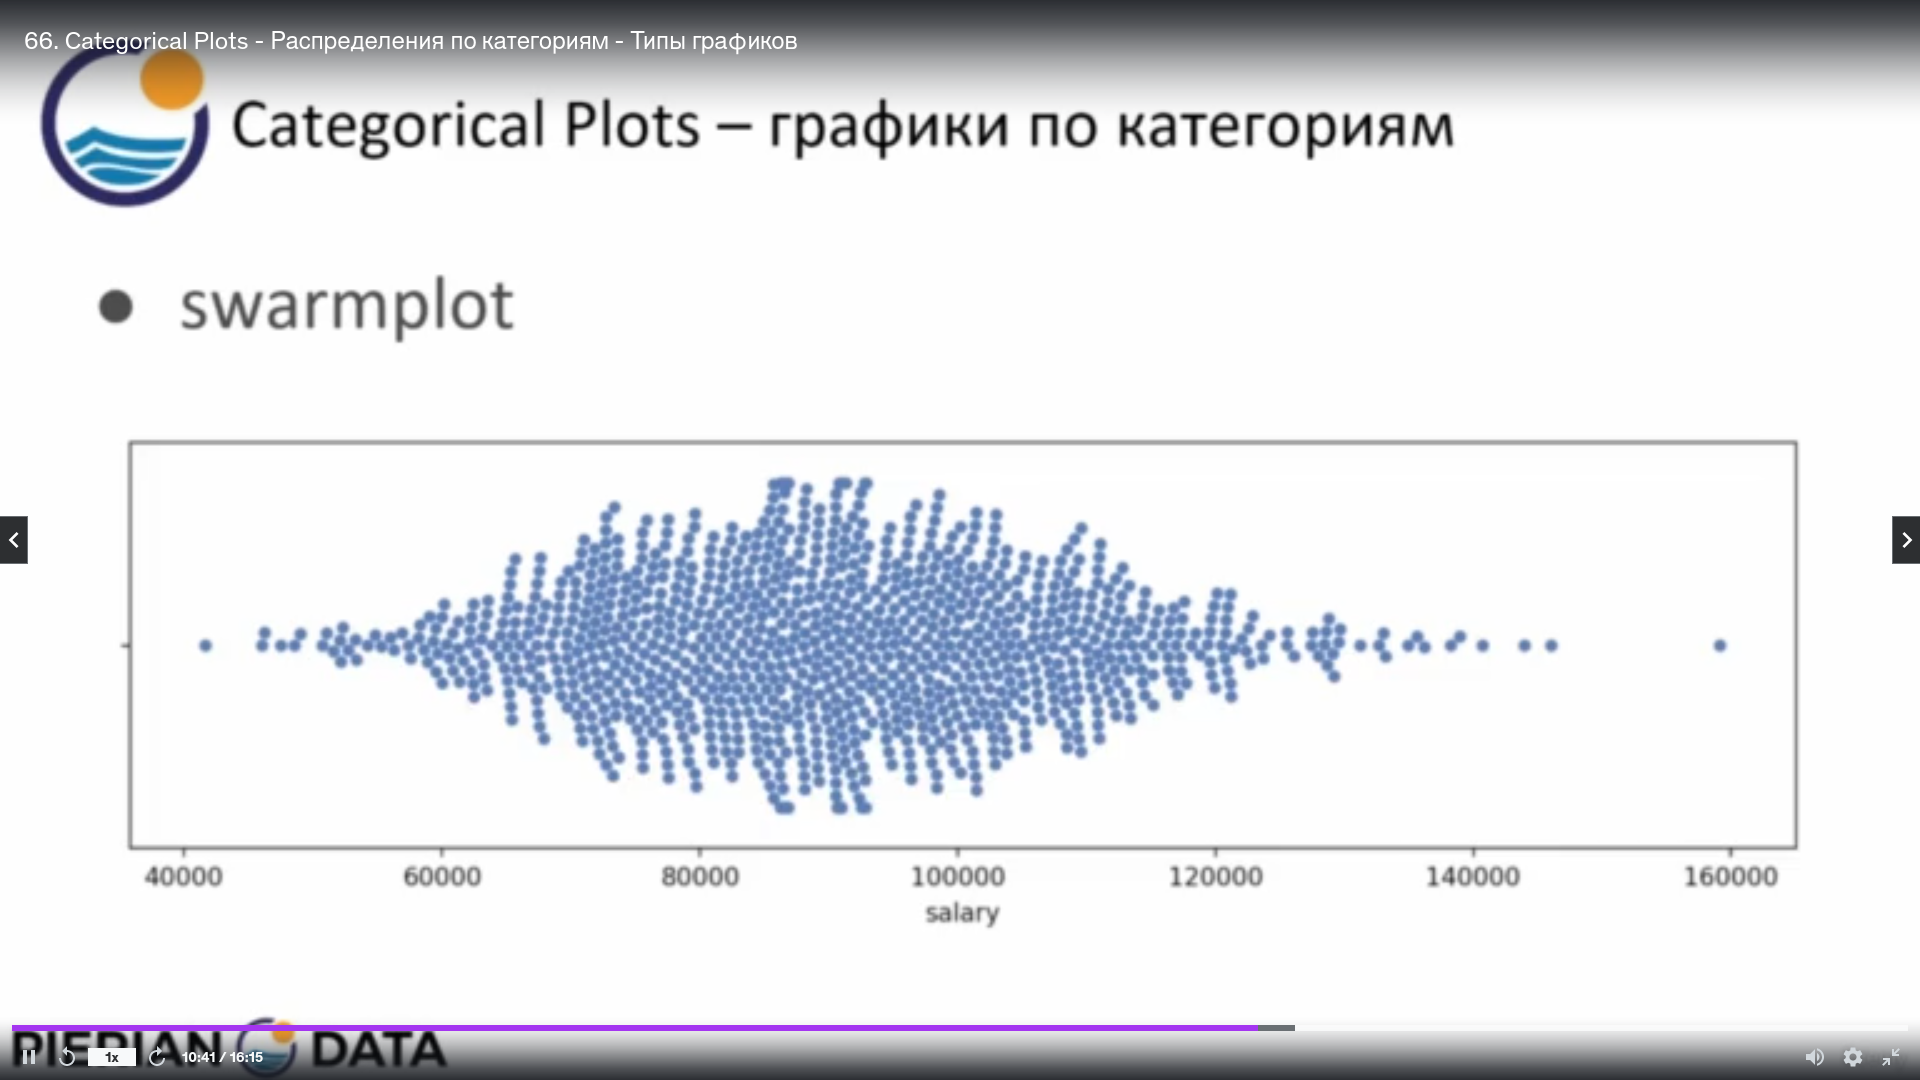 66. Categorical Plots - Распределения по категориям - Типы графиков
Categorical Plots – графики по категориям
● swarmplot
40000 60000 80000 100000 120000 140000 160000
salary
PIERIAN DATA
1x 10:41 / 16:15